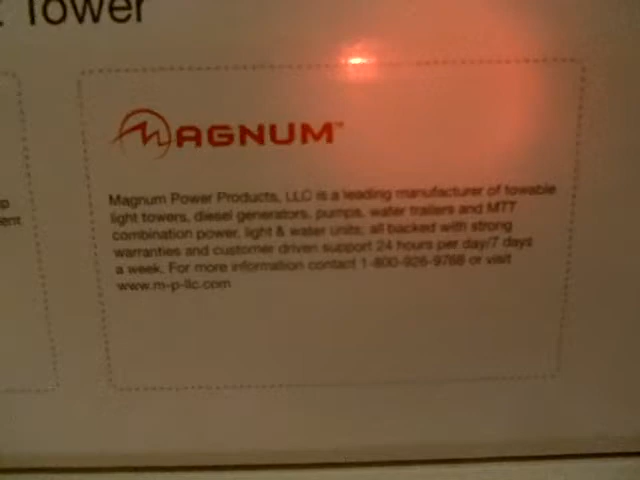 t Tower
MAGNUM™
Magnum Power Products, LLC is a leading manufacturer of towable
light towers, diesel generators, pumps, water trailers and MTT
combination power, light & water units; all backed with strong
warranties and customer driven support 24 hours per day/7 days
a week. For more information contact 1-800-926-9768 or visit
www.m-p-llc.com
p
ent